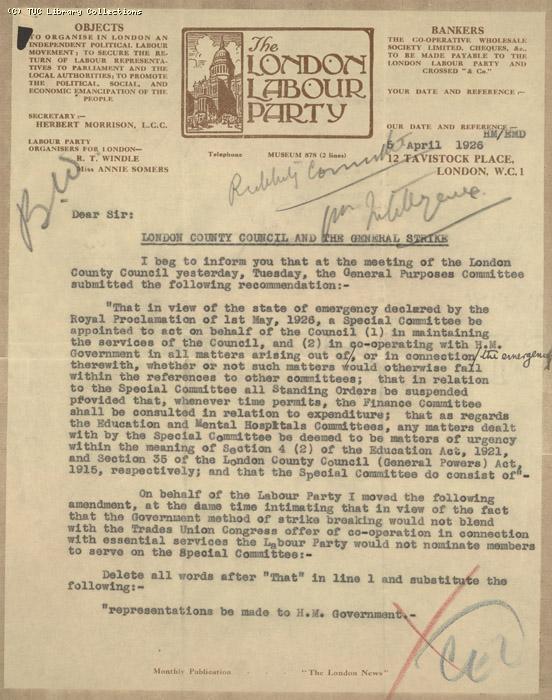 (C) TUC Library Collections
OBJECTS
TO ORGANISE IN LONDON AN
INDEPENDENT POLITICAL LABOUR
MOVEMENT; TO SECURE THE RE-
TURN OF LABOUR REPRESENTA-
TIVES TO PARLIAMENT AND THE
LOCAL AUTHORITIES; TO PROMOTE
THE POLITICAL, SOCIAL, AND
ECONOMIC EMANCIPATION OF THE
PEOPLE
SECRETARY:—
HERBERT MORRISON, L.C.C.
LABOUR PARTY
ORGANISERS FOR LONDON—
R. T. WINDLE
Miss ANNIE SOMERS
The
LONDON
LABOUR
PARTY
Telephone MUSEUM 878 (2 lines)
BANKERS
THE CO-OPERATIVE WHOLESALE
SOCIETY LIMITED. CHEQUES, &c.,
TO BE MADE PAYABLE TO THE
LONDON LABOUR PARTY AND
CROSSED "& Co."
YOUR DATE AND REFERENCE:—
OUR DATE AND REFERENCE:—
HM/EMD
5 April 1926
12 TAVISTOCK PLACE,
LONDON, W.C.1
Publicity Committee
for Intelligence.
Dear Sir:
LONDON COUNTY COUNCIL AND THE GENERAL STRIKE
I beg to inform you that at the meeting of the London
County Council yesterday, Tuesday, the General Purposes Committee
submitted the following recommendation:-
"That in view of the state of emergency declared by the
Royal Proclamation of 1st May, 1926, a Special Committee be
appointed to act on behalf of the Council (1) in maintaining
the services of the Council, and (2) in co-operating with H.M.
Government in all matters arising out of/ or in connection/ the emergency
therewith, whether or not such matters would otherwise fall
within the references to other committees; that in relation
to the Special Committee all Standing Orders be suspended
provided that, whenever time permits, the Finance Committee
shall be consulted in relation to expenditure; that as regards
the Education and Mental Hospitals Committees, any matters dealt
with by the Special Committee be deemed to be matters of urgency
within the meaning of Section 4 (2) of the Education Act, 1921,
and Section 35 of the London County Council (General Powers) Act,
1915, respectively; and that the Special Committee do consist of"-
On behalf of the Labour Party I moved the following
amendment, at the dame time intimating that in view of the fact
that the Government method of strike breaking would not blend
with the Trades Union Congress offer of co-operation in connection
with essential services the Labour Party would not nominate members
to serve on the Special Committee:-
Delete all words after "That" in line 1 and substitute the
following:-
"representations be made to H.M. Government.-
Monthly Publication "The London News"